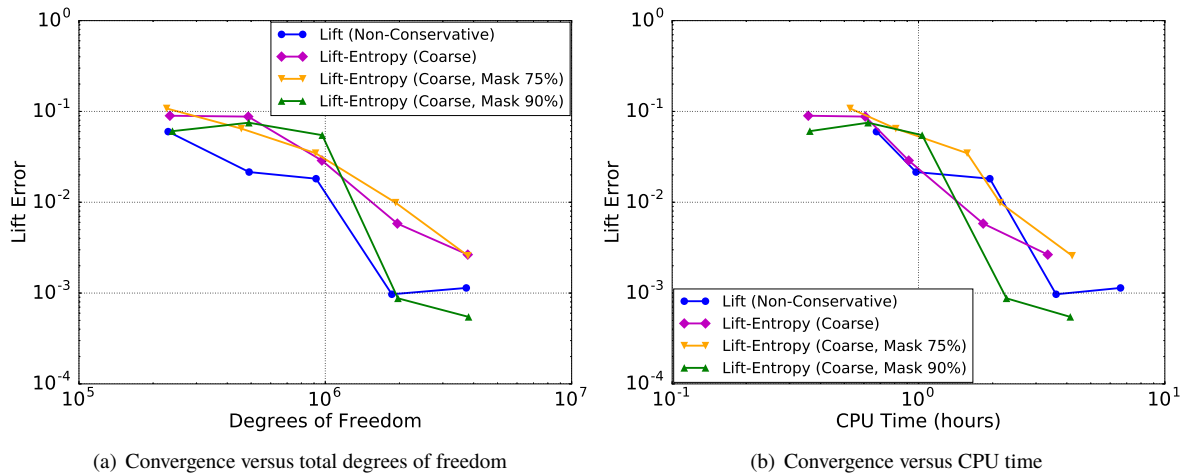 10^0
10^-1
10^-2
10^-3
10^-4
Lift Error
Lift (Non-Conservative)
Lift-Entropy (Coarse)
Lift-Entropy (Coarse, Mask 75%)
Lift-Entropy (Coarse, Mask 90%)
10^5
10^6
10^7
Degrees of Freedom
(a) Convergence versus total degrees of freedom
10^0
10^-1
10^-2
10^-3
10^-4
Lift Error
Lift (Non-Conservative)
Lift-Entropy (Coarse)
Lift-Entropy (Coarse, Mask 75%)
Lift-Entropy (Coarse, Mask 90%)
10^-1
10^0
10^1
CPU Time (hours)
(b) Convergence versus CPU time